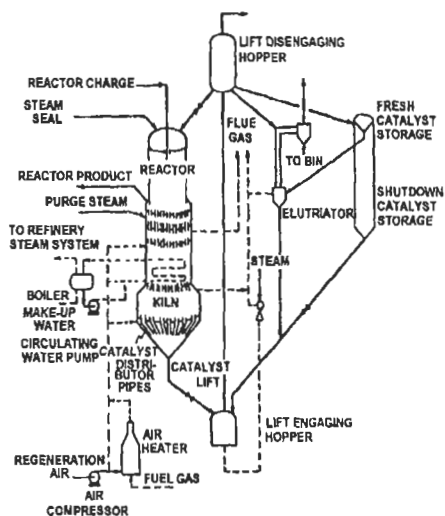 LIFT DISENGAGING
HOPPER
REACTOR CHARGE
STEAM
SEAL
FLUE
GAS
FRESH
CATALYST
STORAGE
REACTOR
TO BIN
REACTOR PRODUCT
ELUTRIATOR
SHUTDOWN
CATALYST
STORAGE
PURGE STEAM
TO REFINERY
STEAM SYSTEM
STEAM
BOILER
KILN
MAKE-UP
WATER
CIRCULATING
WATER PUMP
CATALYST
DISTRI-
BUTOR
PIPES
CATALYST
LIFT
LIFT ENGAGING
HOPPER
AIR
HEATER
REGENERATION
AIR
FUEL GAS
AIR
COMPRESSOR